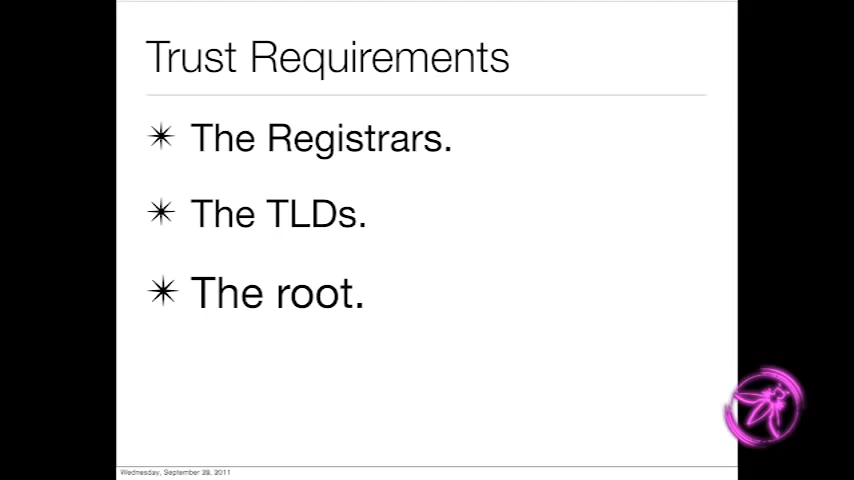 Trust Requirements
The Registrars.
The TLDs.
The root.
Wednesday, September 28, 2011